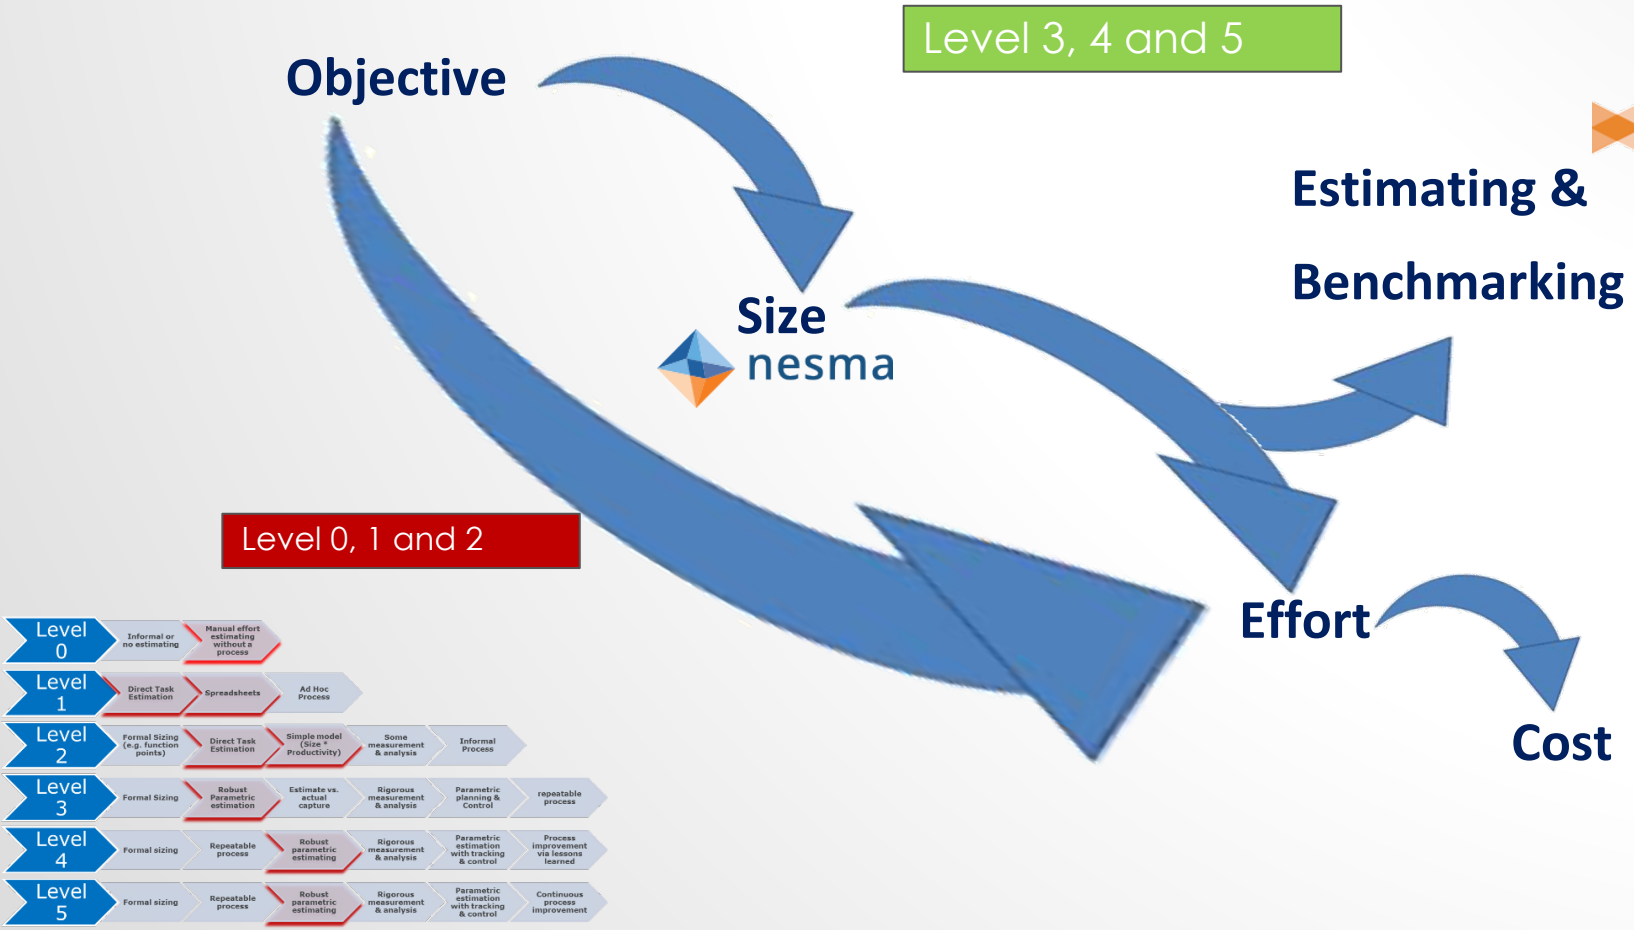 Level 3, 4 and 5
Objective
Estimating &
Benchmarking
Size
nesma
Level 0, 1 and 2
Effort
Cost
Level
0
Informal or
no estimating
Manual effort
estimating
without a
process
Level
1
Direct Task
Estimation
Spreadsheets
Ad Hoc
Process
Level
2
Formal Sizing
(e.g. function
points)
Direct Task
Estimation
Simple model
(Size *
Productivity)
Some
measurement
& analysis
Informal
Process
Level
3
Formal Sizing
Robust
Parametric
estimation
Estimate vs.
actual
capture
Rigorous
measurement
& analysis
Parametric
planning &
Control
repeatable
process
Level
4
Formal sizing
Repeatable
process
Robust
parametric
estimating
Rigorous
measurement
& analysis
Parametric
estimation
with tracking
& control
Process
improvement
via lessons
learned
Level
5
Formal sizing
Repeatable
process
Robust
parametric
estimating
Rigorous
measurement
& analysis
Parametric
estimation
with tracking
& control
Continuous
process
improvement